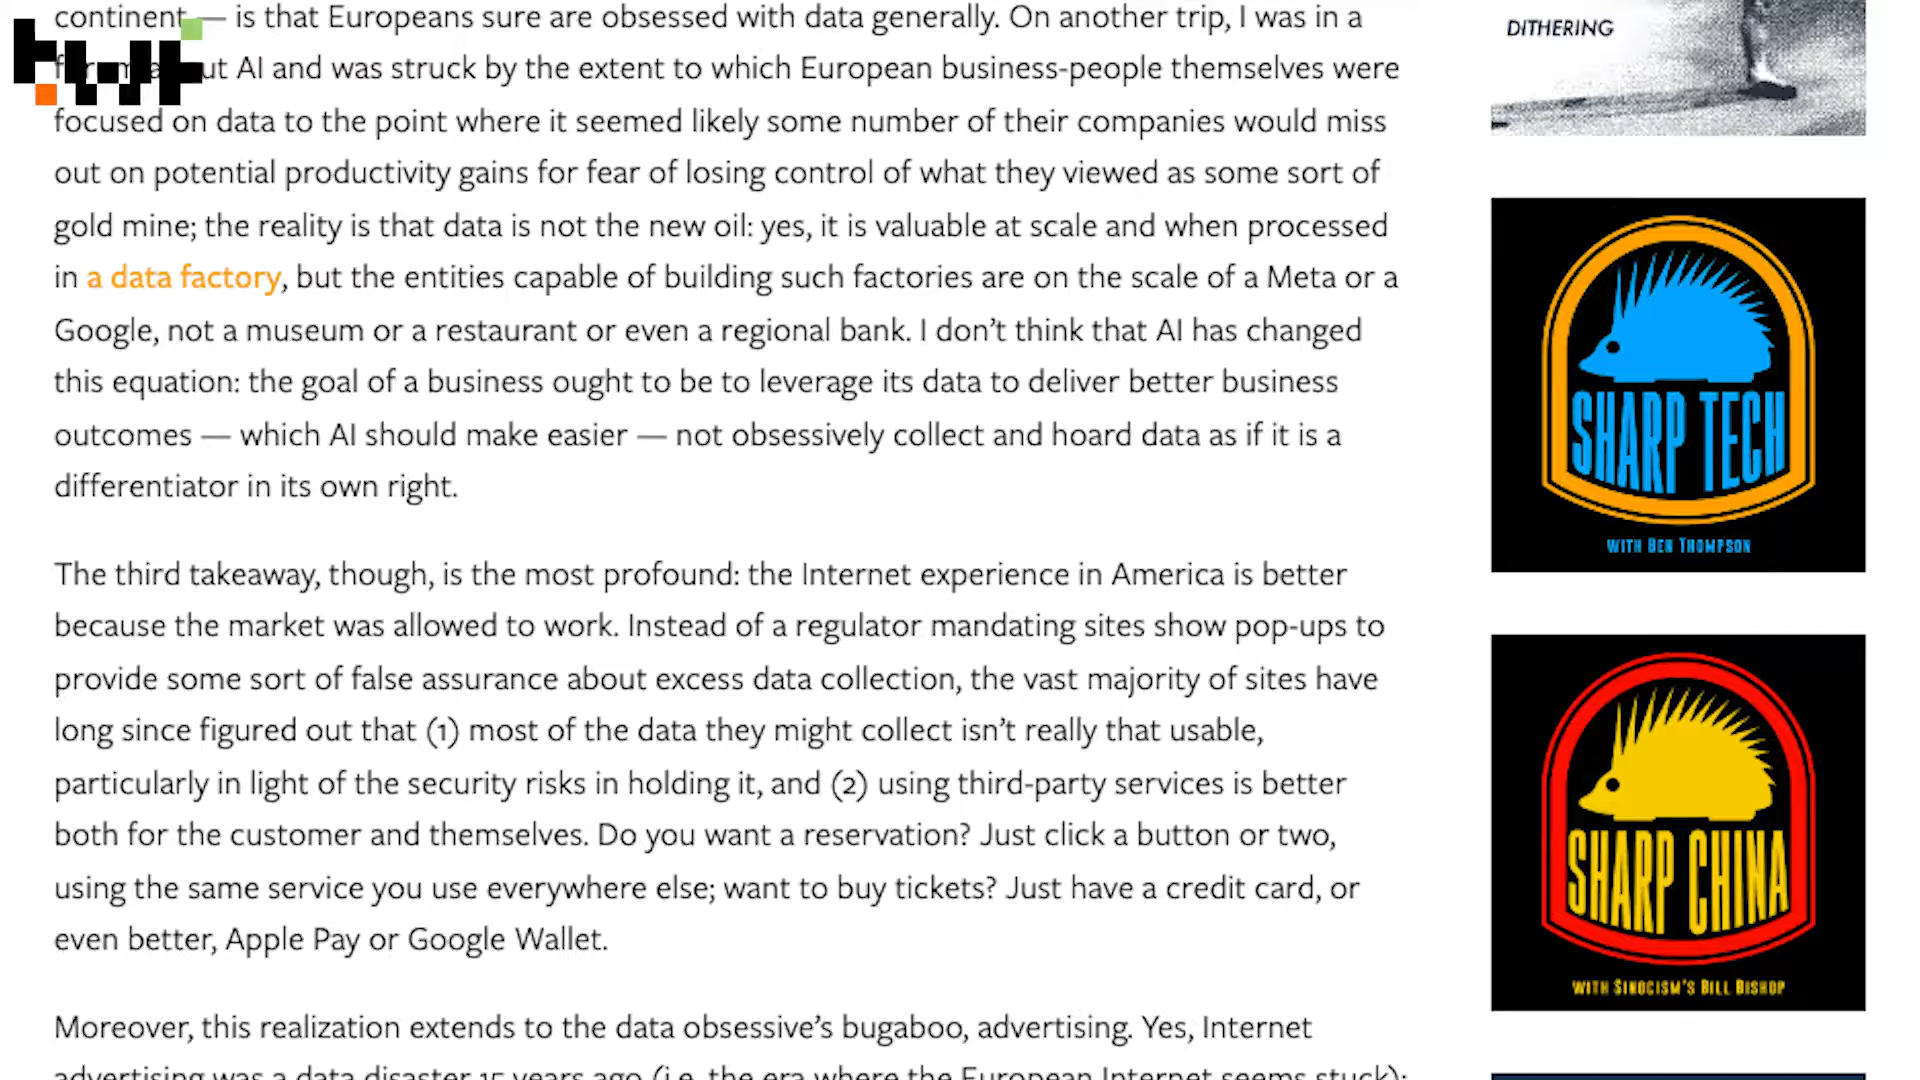 continent — is that Europeans sure are obsessed with data generally. On another trip, I was in a
AI and was struck by the extent to which European business-people themselves were
focused on data to the point where it seemed likely some number of their companies would miss
out on potential productivity gains for fear of losing control of what they viewed as some sort of
gold mine; the reality is that data is not the new oil: yes, it is valuable at scale and when processed
in a data factory, but the entities capable of building such factories are on the scale of a Meta or a
Google, not a museum or a restaurant or even a regional bank. I don’t think that AI has changed
this equation: the goal of a business ought to be to leverage its data to deliver better business
outcomes — which AI should make easier — not obsessively collect and hoard data as if it is a
differentiator in its own right.
The third takeaway, though, is the most profound: the Internet experience in America is better
because the market was allowed to work. Instead of a regulator mandating sites show pop-ups to
provide some sort of false assurance about excess data collection, the vast majority of sites have
long since figured out that (1) most of the data they might collect isn’t really that usable,
particularly in light of the security risks in holding it, and (2) using third-party services is better
both for the customer and themselves. Do you want a reservation? Just click a button or two,
using the same service you use everywhere else; want to buy tickets? Just have a credit card, or
even better, Apple Pay or Google Wallet.
Moreover, this realization extends to the data obsessive’s bugaboo, advertising. Yes, Internet
advertising was a data disaster 15 years ago (i.e. the era where the European Internet seems stuck);
DITHERING
SHARP TECH
WITH BEN THOMPSON
SHARP CHINA
WITH SINOCISM'S BILL BISHOP